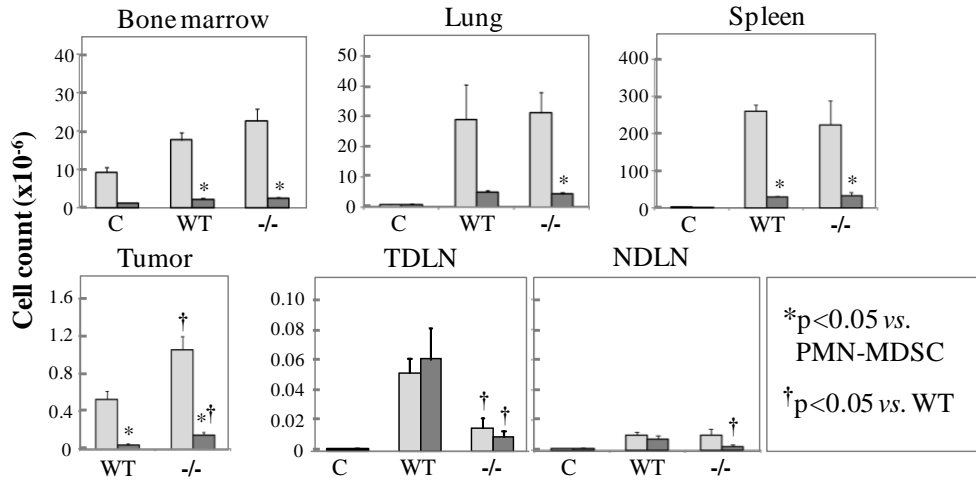 Bone marrow
Lung
Spleen
Cell count (x10-6)
40
30
20
10
0
*
*
C
WT
-/-
50
40
30
20
10
0
*
C
WT
-/-
400
300
200
100
0
*
*
C
WT
-/-
Tumor
TDLN
NDLN
1.6
1.2
0.8
0.4
0
*
†
*†
WT
-/-
0.10
0.08
0.06
0.04
0.02
0
†
†
C
WT
-/-
†
C
WT
-/-
*p<0.05 vs.
PMN-MDSC
†p<0.05 vs. WT